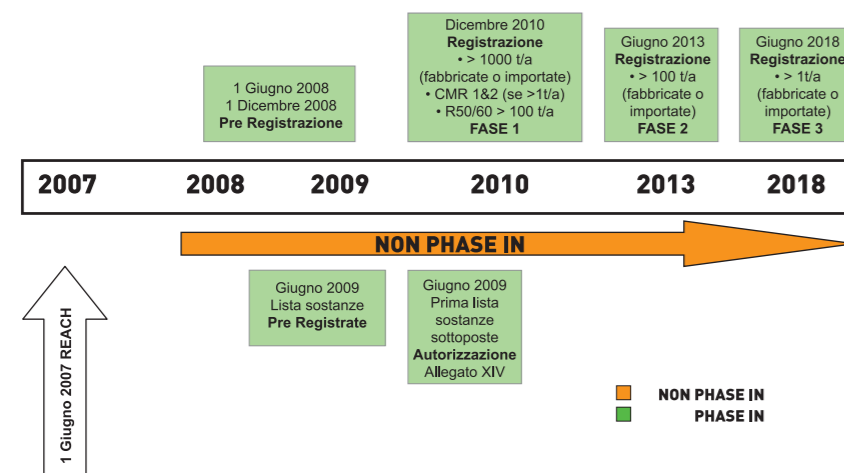 Dicembre 2010
Registrazione
• > 1000 t/a
(fabbricate o importate)
• CMR 1&2 (se >1t/a)
• R50/60 > 100 t/a
FASE 1
Giugno 2013
Registrazione
• > 100 t/a
(fabbricate o
importate)
FASE 2
Giugno 2018
Registrazione
• > 1t/a
(fabbricate o
importate)
FASE 3
1 Giugno 2008
1 Dicembre 2008
Pre Registrazione
2007 2008 2009 2010 2013 2018
NON PHASE IN
Giugno 2009
Lista sostanze
Pre Registrate
Giugno 2009
Prima lista
sostanze
sottoposte
Autorizzazione
Allegato XIV
1 Giugno 2007 REACH
NON PHASE IN
PHASE IN